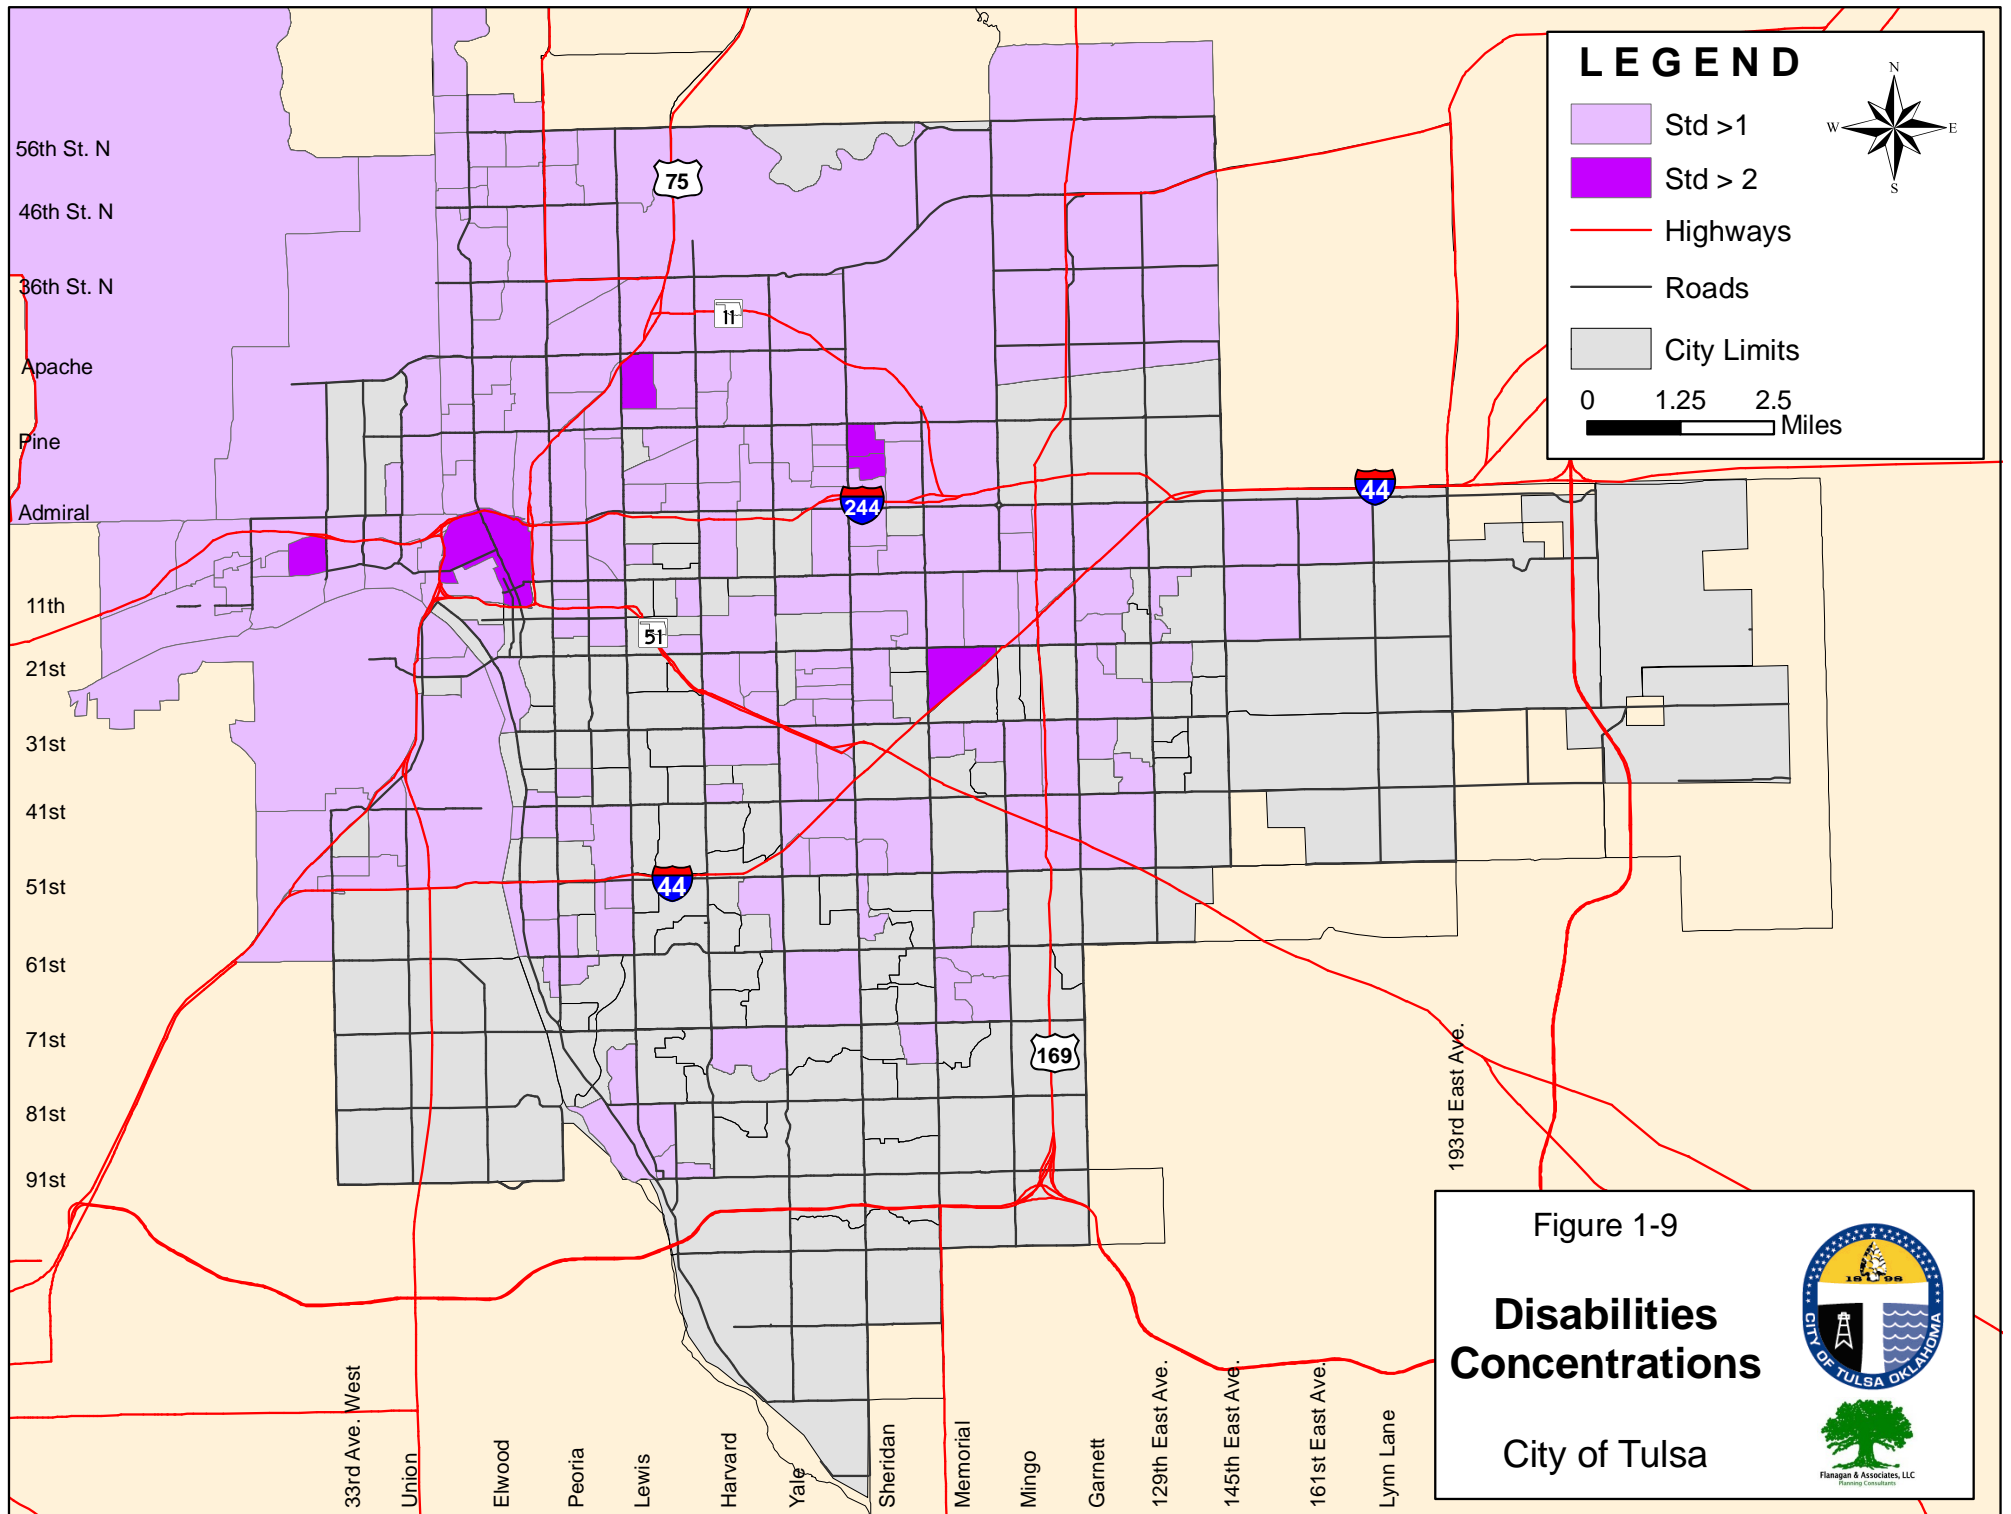 LEGEND
N
W
E
S
Std >1
Std > 2
Highways
Roads
City Limits
0 1.25 2.5
Miles
56th St. N
46th St. N
36th St. N
Apache
Pine
Admiral
11th
21st
31st
41st
51st
61st
71st
81st
91st
75
11
244
44
51
44
169
193rd East Ave.
33rd Ave. West
Union
Elwood
Peoria
Lewis
Harvard
Yale
Sheridan
Memorial
Mingo
Garnett
129th East Ave.
145th East Ave.
161st East Ave.
Lynn Lane
Figure 1-9
Disabilities
Concentrations
City of Tulsa
18 98
CITY OF TULSA OKLAHOMA
Flanagan & Associates, LLC
Planning Consultants